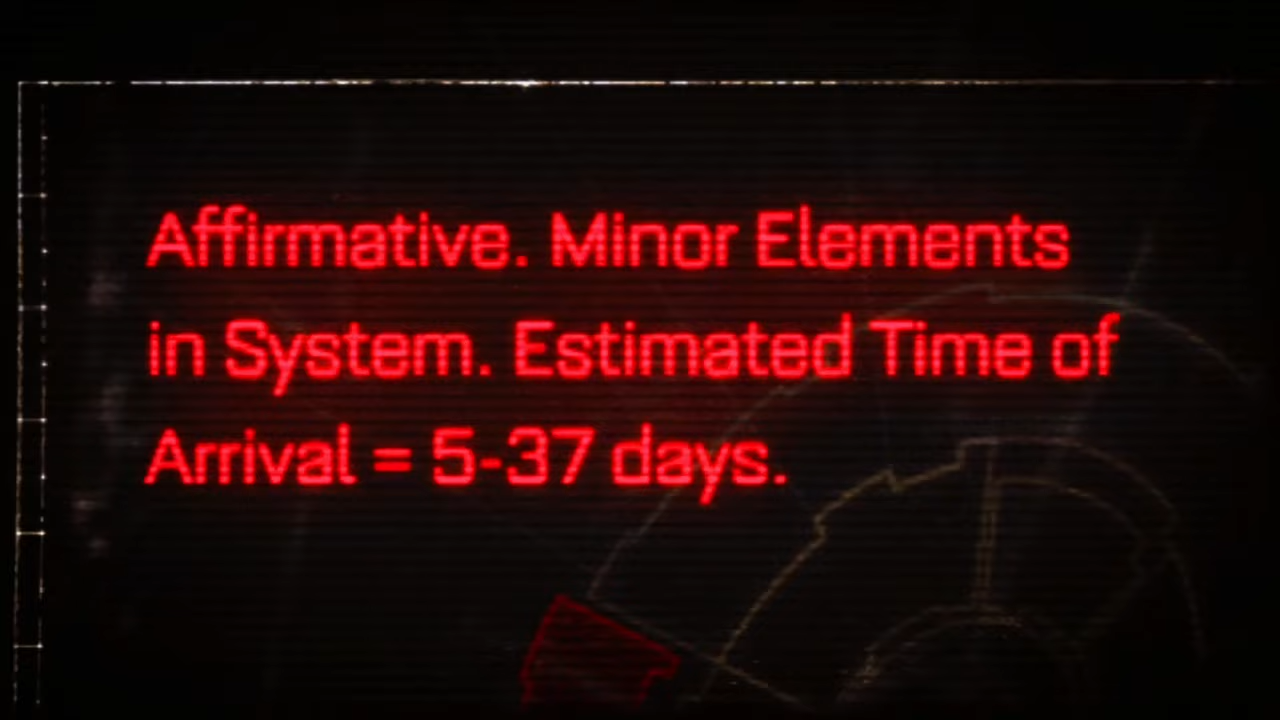 Affirmative. Minor Elements
in System. Estimated Time of
Arrival = 5-37 days.